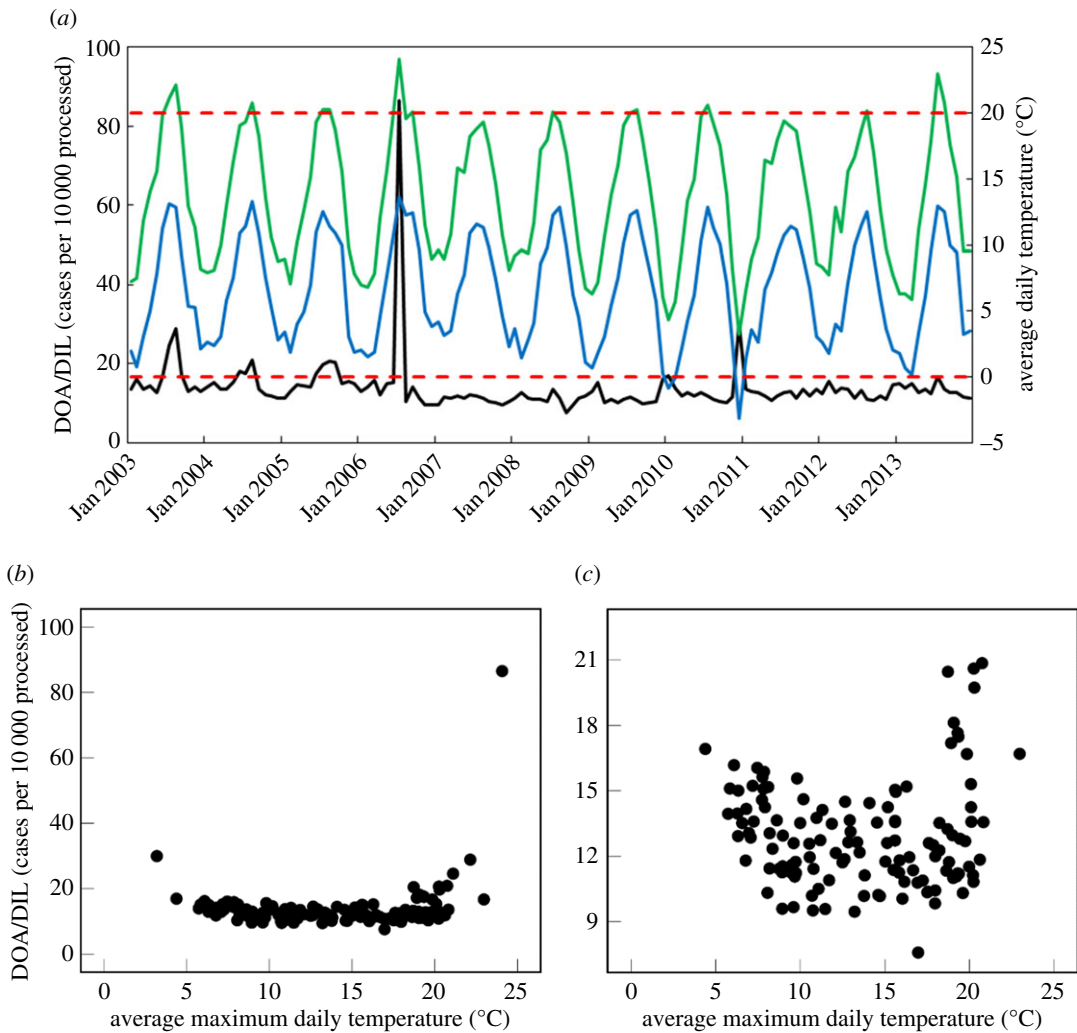 (a)
DOA/DIL (cases per 10 000 processed)
100
80
60
40
20
0
25
20
15
10
5
0
–5
average daily temperature (°C)
Jan 2003
Jan 2004
Jan 2005
Jan 2006
Jan 2007
Jan 2008
Jan 2009
Jan 2010
Jan 2011
Jan 2012
Jan 2013
(b)
DOA/DIL (cases per 10 000 processed)
100
80
60
40
20
0
0 5 10 15 20 25
average maximum daily temperature (°C)
(c)
21
18
15
12
9
0 5 10 15 20 25
average maximum daily temperature (°C)